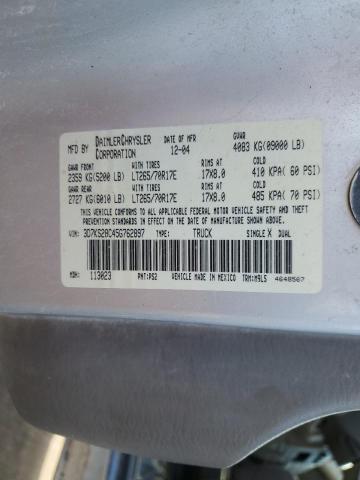 MFD BY DAIMLERCHRYSLER CORPORATION DATE OF MFR 12-04 GVWR 4083 KG(09000 LB)
GAWR FRONT WITH TIRES RIMS AT COLD
2359 KG(5200 LB) LT265/70R17E 17X8.0 410 KPA( 60 PSI)
GAWR REAR WITH TIRES RIMS AT COLD
2727 KG(6010 LB) LT265/70R17E 17X8.0 485 KPA( 70 PSI)
THIS VEHICLE CONFORMS TO ALL APPLICABLE
FEDERAL MOTOR VEHICLE SAFETY STANDARDS IN EFFECT
ON THE DATE OF MANUFACTURE SHOWN ABOVE
VIN: 3D7KS28C45G762897 TYPE: TRUCK SINGLE X DUAL
MDH: 113023 PNT:PS2 VEHICLE MADE IN MEXICO TRM:M9L5 4648567